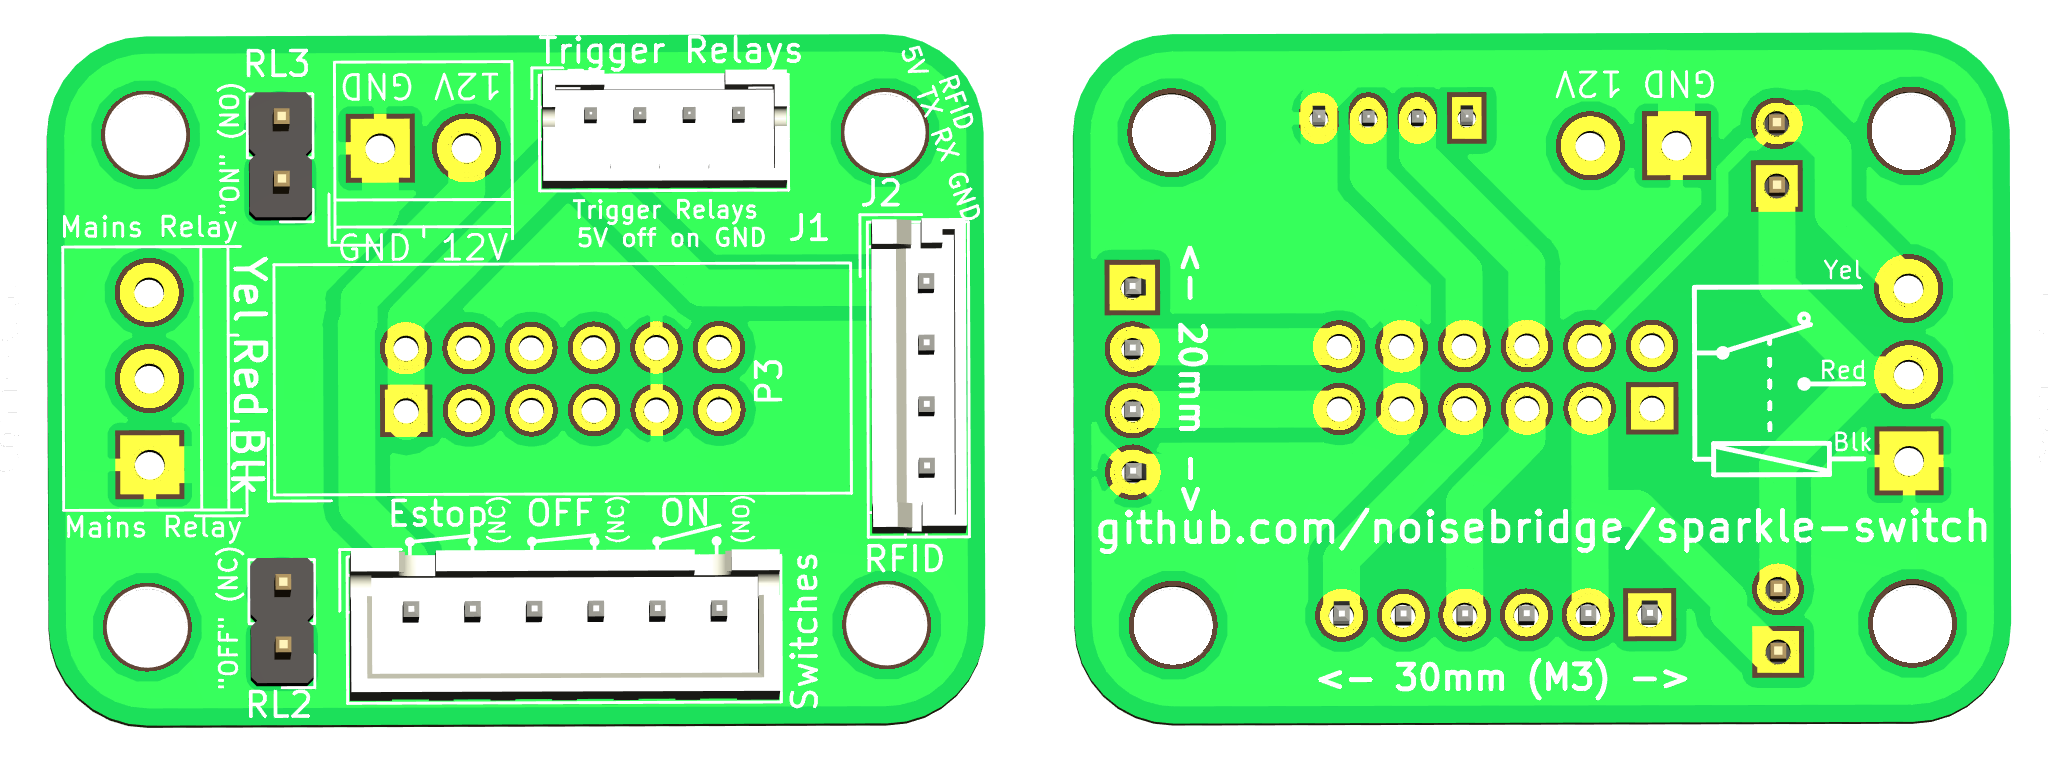 RL3
"ON" (NO)
GND 12V
Trigger Relays
RFID
5V TX RX GND
J2
J1
Trigger Relays
5V off on GND
Mains Relay
GND 12V
Yel,Red,Blk
P3
Mains Relay
Estop (NC) OFF (NC) ON (NO)
RFID
"OFF" (NC)
Switches
RL2
12V GND
<- 20mm ->
Yel
Red
Blk
github.com/noisebridge/sparkle-switch
<- 30mm (M3) ->